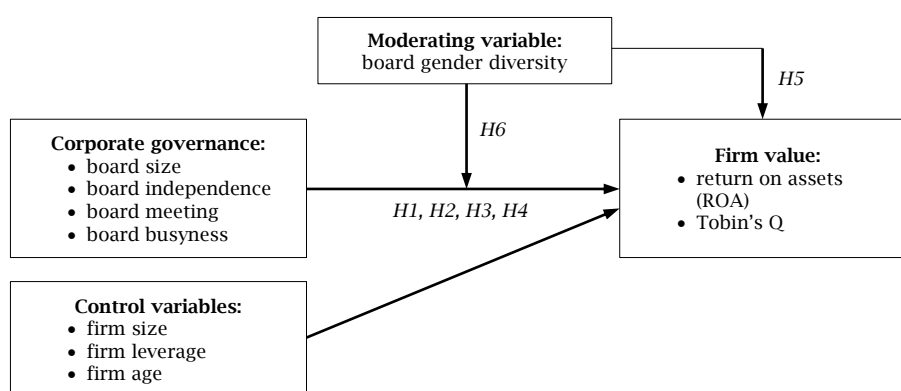 Moderating variable:
board gender diversity
H5
H6
Corporate governance:
• board size
• board independence
• board meeting
• board busyness
H1, H2, H3, H4
Firm value:
• return on assets
(ROA)
• Tobin's Q
Control variables:
• firm size
• firm leverage
• firm age